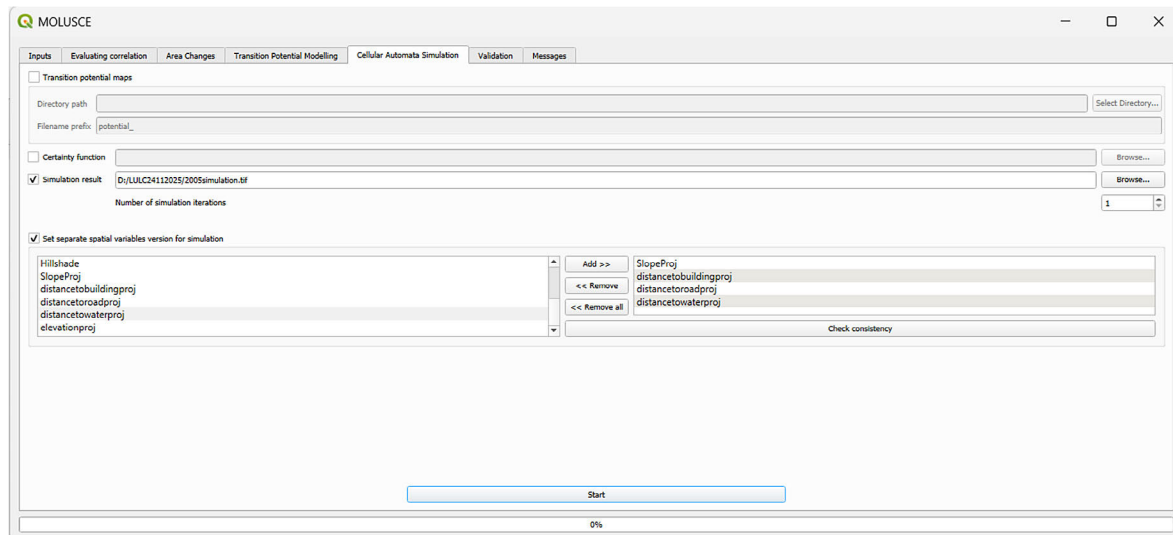 MOLUSCE
Inputs Evaluating correlation Area Changes Transition Potential Modelling Cellular Automata Simulation Validation Messages
Transition potential maps
Directory path Select Directory...
Filename prefix potential_
Certainty function Browse...
Simulation result D:/LULC24112025/2005simulation.tif Browse...
Number of simulation iterations 1
Set separate spatial variables version for simulation
Hillshade Add >> SlopeProj
SlopeProj distancetobuildingproj
distancetobuildingproj << Remove distancetoroadproj
distancetoroadproj << Remove all distancetowaterproj
distancetowaterproj
elevationproj Check consistency
Start
0%